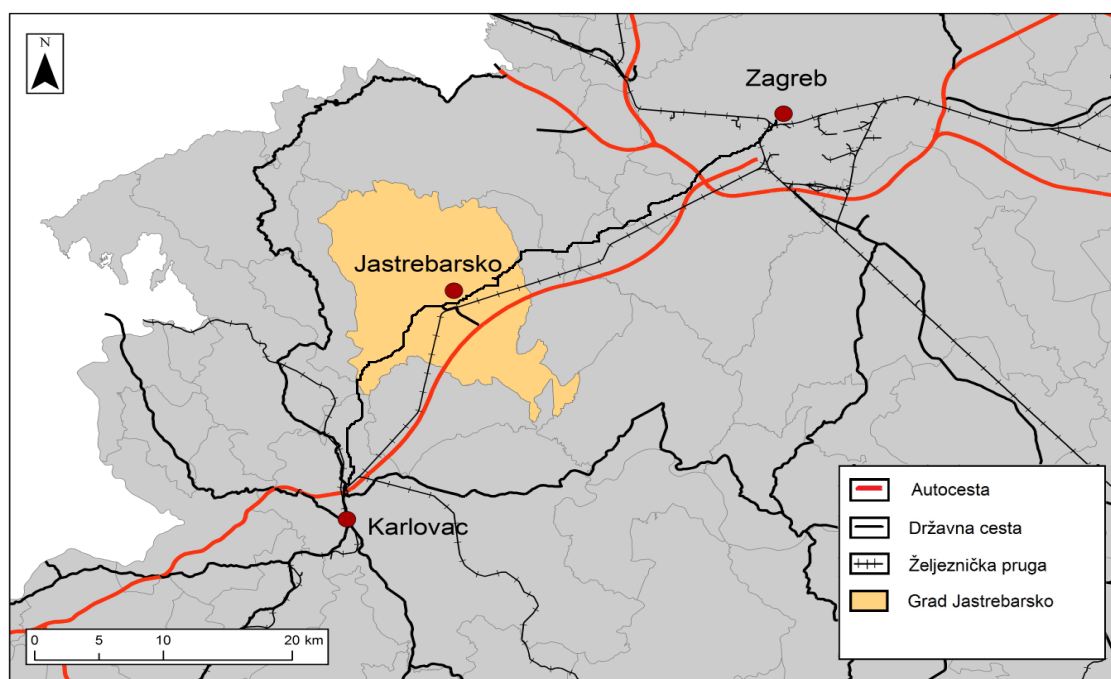 N
Zagreb
Jastrebarsko
Karlovac
Autocesta
Državna cesta
Željeznička pruga
Grad Jastrebarsko
0 5 10 20 km